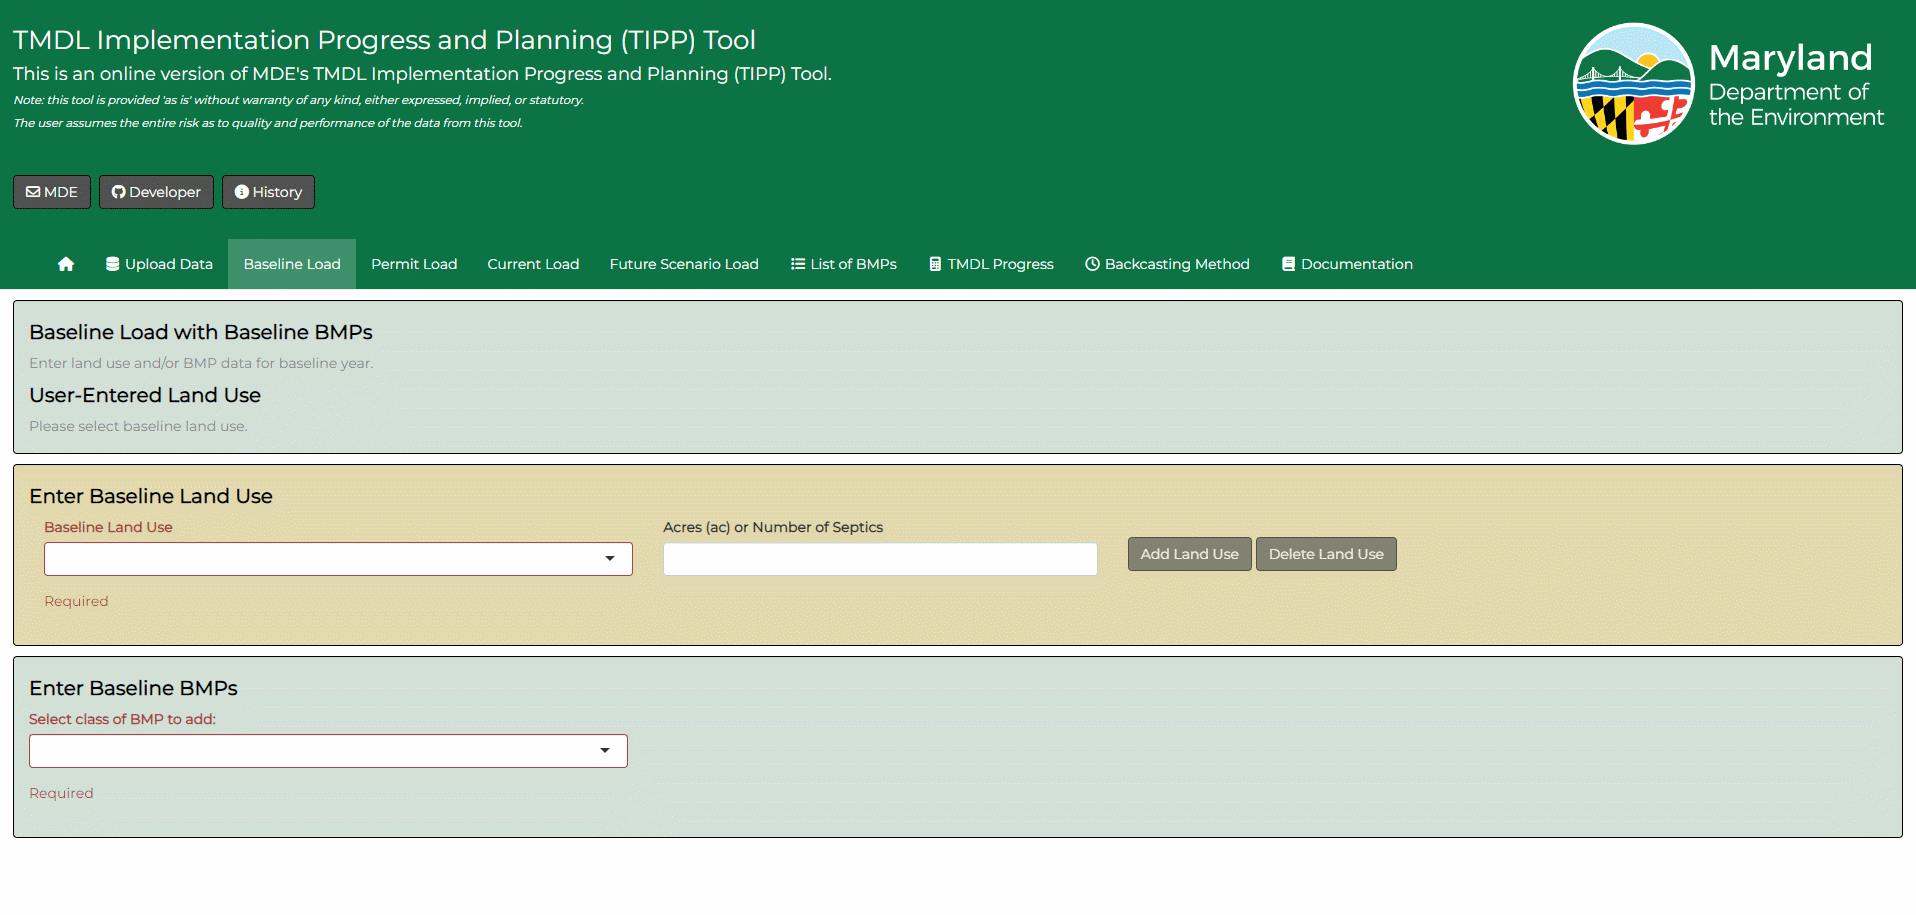 TMDL Implementation Progress and Planning (TIPP) Tool
This is an online version of MDE's TMDL Implementation Progress and Planning (TIPP) Tool.
Note: this tool is provided 'as is' without warranty of any kind, either expressed, implied, or statutory.
The user assumes the entire risk as to quality and performance of the data from this tool.
Maryland
Department of
the Environment
MDE Developer History
Upload Data Baseline Load Permit Load Current Load Future Scenario Load List of BMPs TMDL Progress Backcasting Method Documentation
Baseline Load with Baseline BMPs
Enter land use and/or BMP data for baseline year.
User-Entered Land Use
Please select baseline land use.
Enter Baseline Land Use
Baseline Land Use Acres (ac) or Number of Septics
Add Land Use Delete Land Use
Required
Enter Baseline BMPs
Select class of BMP to add:
Required